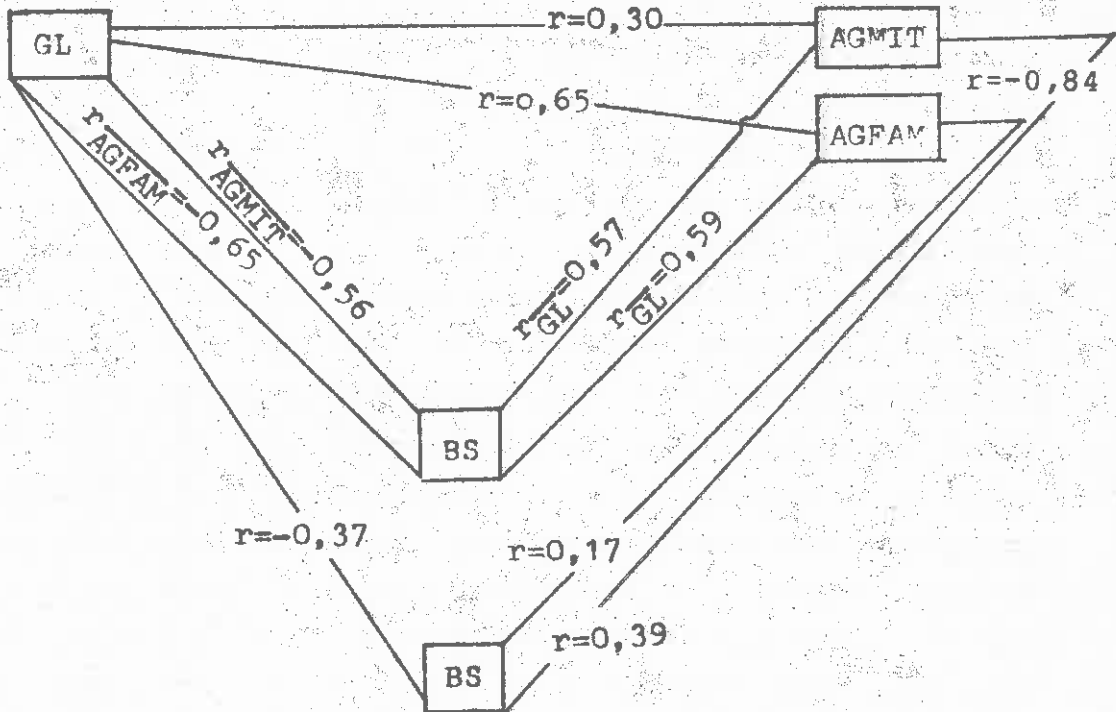 GL
r=0,30
AGMIT
r=-0,84
r=0,65
AGFAM
r AGFAM=-0,65
r AGMIT=-0,56
r GL=0,57
r GL=0,59
BS
r=-0,37
r=0,17
r=0,39
BS